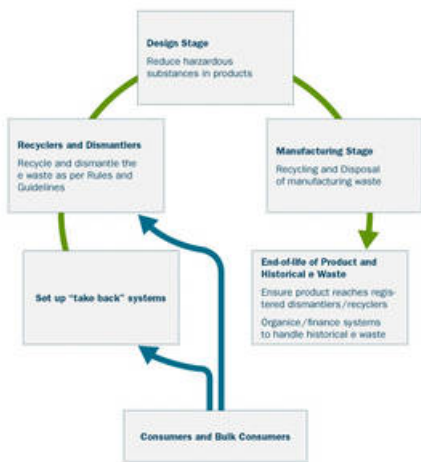 Design Stage
Reduce harzardous
substances in products
Recyclers and Dismantlers
Recycle and dismantle the
e waste as per Rules and
Guidelines
Manufacturing Stage
Recycling and Disposal
of manufacturing waste
End-of-life of Product and
Historical e Waste
Ensure product reaches regis-
tered dismantlers/recyclers
Organice/finance systems
to handle historical e waste
Set up “take back” systems
Consumers and Bulk Consumers